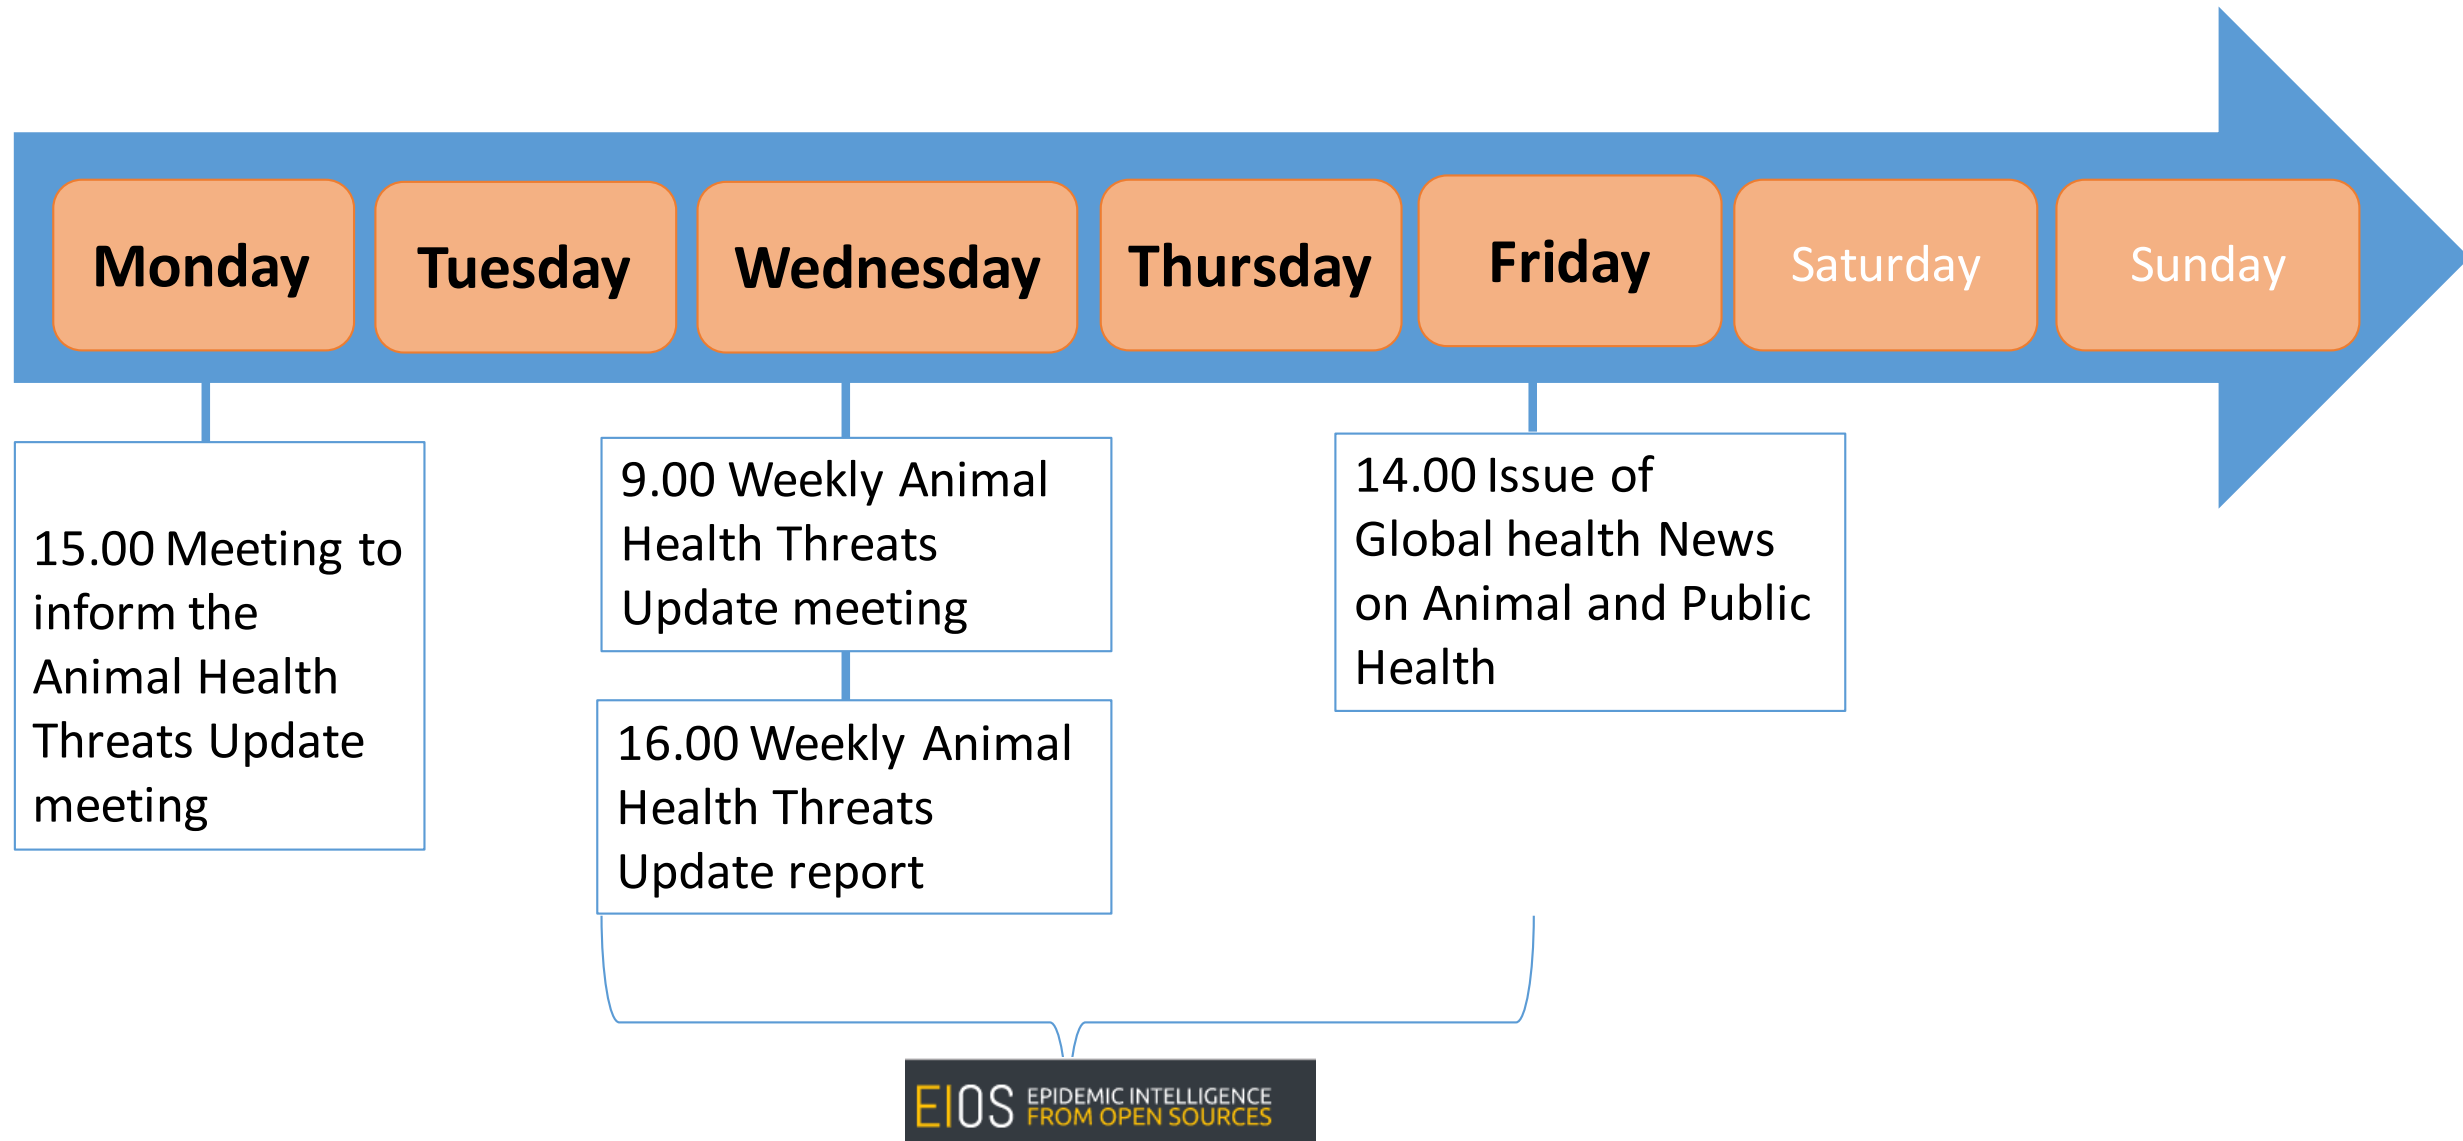 Monday
Tuesday
Wednesday
Thursday
Friday
Saturday
Sunday
15.00 Meeting to
inform the
Animal Health
Threats Update
meeting
9.00 Weekly Animal
Health Threats
Update meeting
16.00 Weekly Animal
Health Threats
Update report
14.00 Issue of
Global health News
on Animal and Public
Health
EIOS
EPIDEMIC INTELLIGENCE
FROM OPEN SOURCES